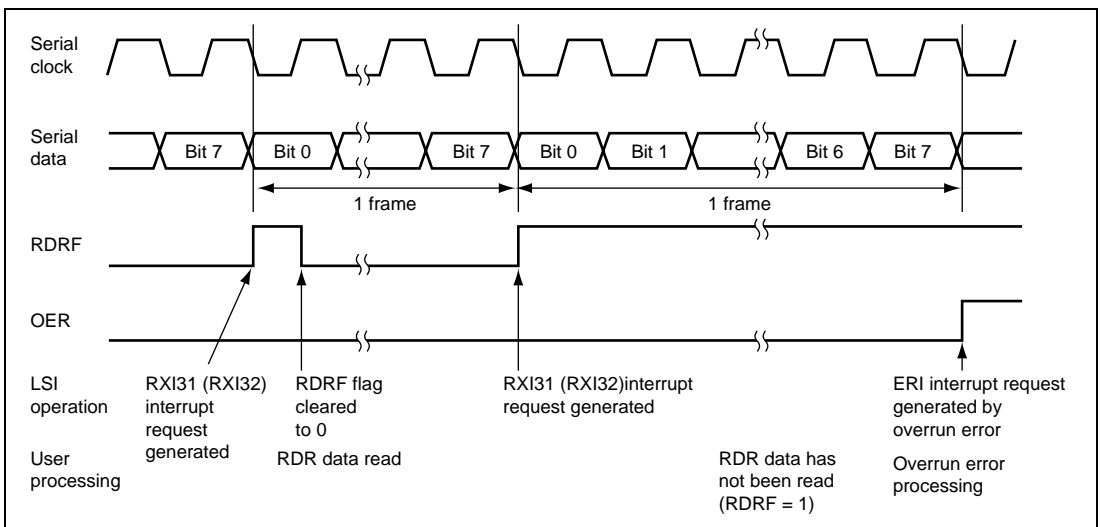 Serial
clock
Serial
data
Bit 7
Bit 0
Bit 7
Bit 0
Bit 1
Bit 6
Bit 7
1 frame
1 frame
RDRF
OER
LSI
operation
RXI31 (RXI32)
interrupt
request
generated
RDRF flag
cleared
to 0
RXI31 (RXI32)interrupt
request generated
ERI interrupt request
generated by
overrun error
User
processing
RDR data read
RDR data has
not been read
(RDRF = 1)
Overrun error
processing